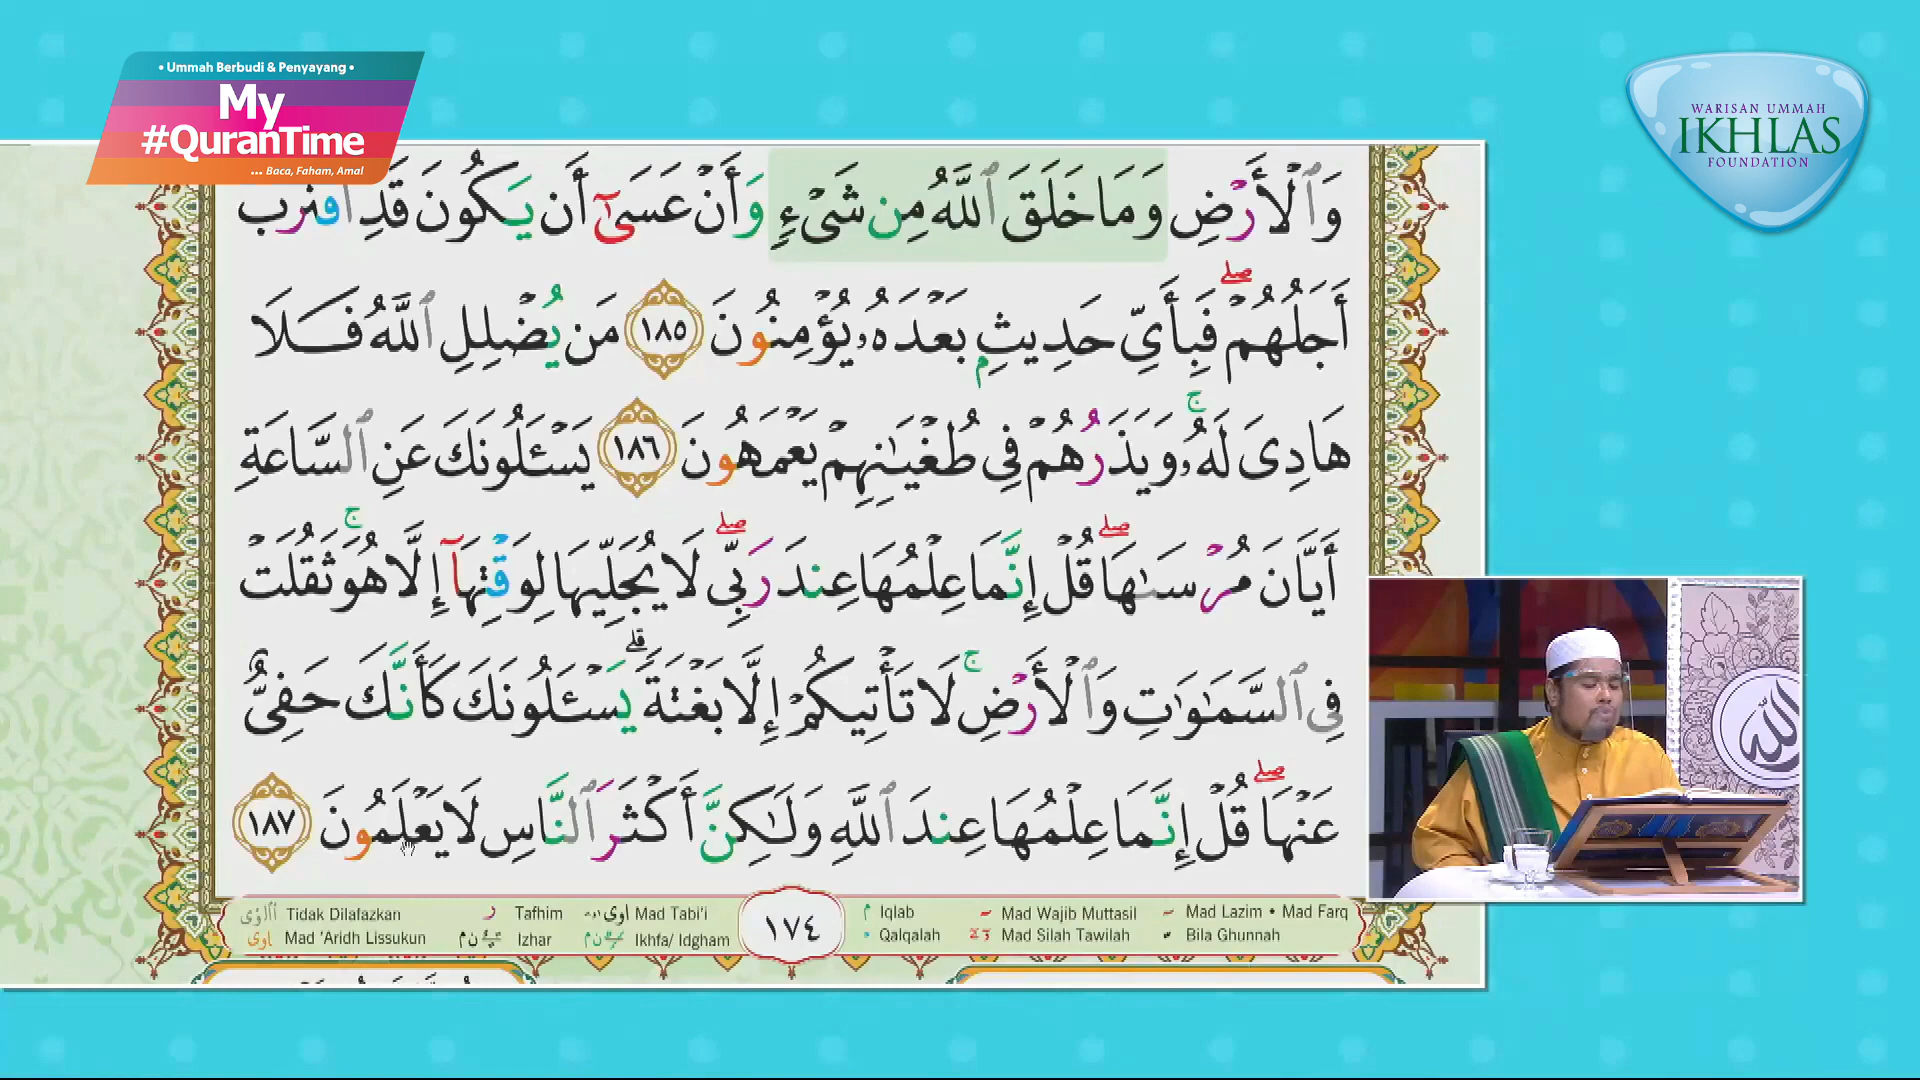 • Ummah Berbudi & Penyayang •
My
#QuranTime
... Baca, Faham, Amal
WARISAN UMMAH
IKHLAS
FOUNDATION
وَٱلْأَرْضِ وَمَا خَلَقَ ٱللَّهُ مِن شَىْءٍ وَأَنْ عَسَىٰٓ أَن يَكُونَ قَدِ ٱقْتَرَبَ
أَجَلُهُمْ ۖ فَبِأَىِّ حَدِيثٍۭ بَعْدَهُۥ يُؤْمِنُونَ ١٨٥ مَن يُضْلِلِ ٱللَّهُ فَلَا
هَادِىَ لَهُۥ ۚ وَيَذَرُهُمْ فِى طُغْيَـٰنِهِمْ يَعْمَهُونَ ١٨٦ يَسْـَٔلُونَكَ عَنِ ٱلسَّاعَةِ
أَيَّانَ مُرْسَىٰهَا ۖ قُلْ إِنَّمَا عِلْمُهَا عِندَ رَبِّى ۖ لَا يُجَلِّيهَا لِوَقْتِهَآ إِلَّا هُوَ ۚ ثَقُلَتْ
فِى ٱلسَّمَـٰوَٰتِ وَٱلْأَرْضِ ۚ لَا تَأْتِيكُمْ إِلَّا بَغْتَةً ۗ يَسْـَٔلُونَكَ كَأَنَّكَ حَفِىٌّ
عَنْهَا ۖ قُلْ إِنَّمَا عِلْمُهَا عِندَ ٱللَّهِ وَلَـٰكِنَّ أَكْثَرَ ٱلنَّاسِ لَا يَعْلَمُونَ ١٨٧
Tidak Dilafazkan Tafhim Mad Tabi'i ١٧٤ Iqlab Mad Wajib Muttasil Mad Lazim • Mad Farq
Mad 'Aridh Lissukun Izhar Ikhfa/ Idgham Qalqalah Mad Silah Tawilah Bila Ghunnah
الله